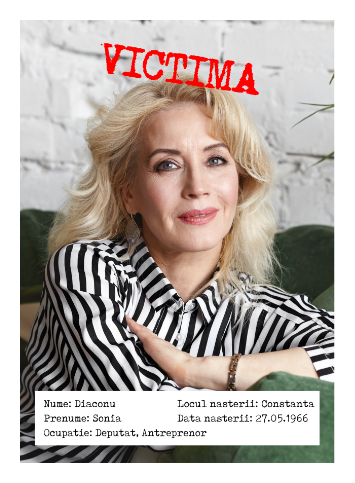 VICTIMA
Nume: Diaconu
Prenume: Sonia
Ocupatie: Deputat, Antreprenor
Locul nasterii: Constanta
Data nasterii: 27.05.1966